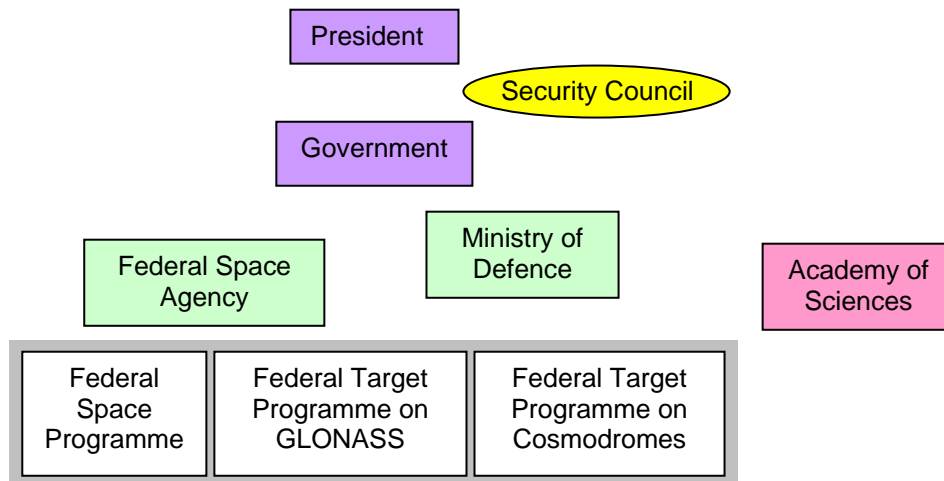 President
Security Council
Government
Ministry of
Defence
Federal Space
Agency
Academy of
Sciences
Federal
Space
Programme
Federal Target
Programme on
GLONASS
Federal Target
Programme on
Cosmodromes